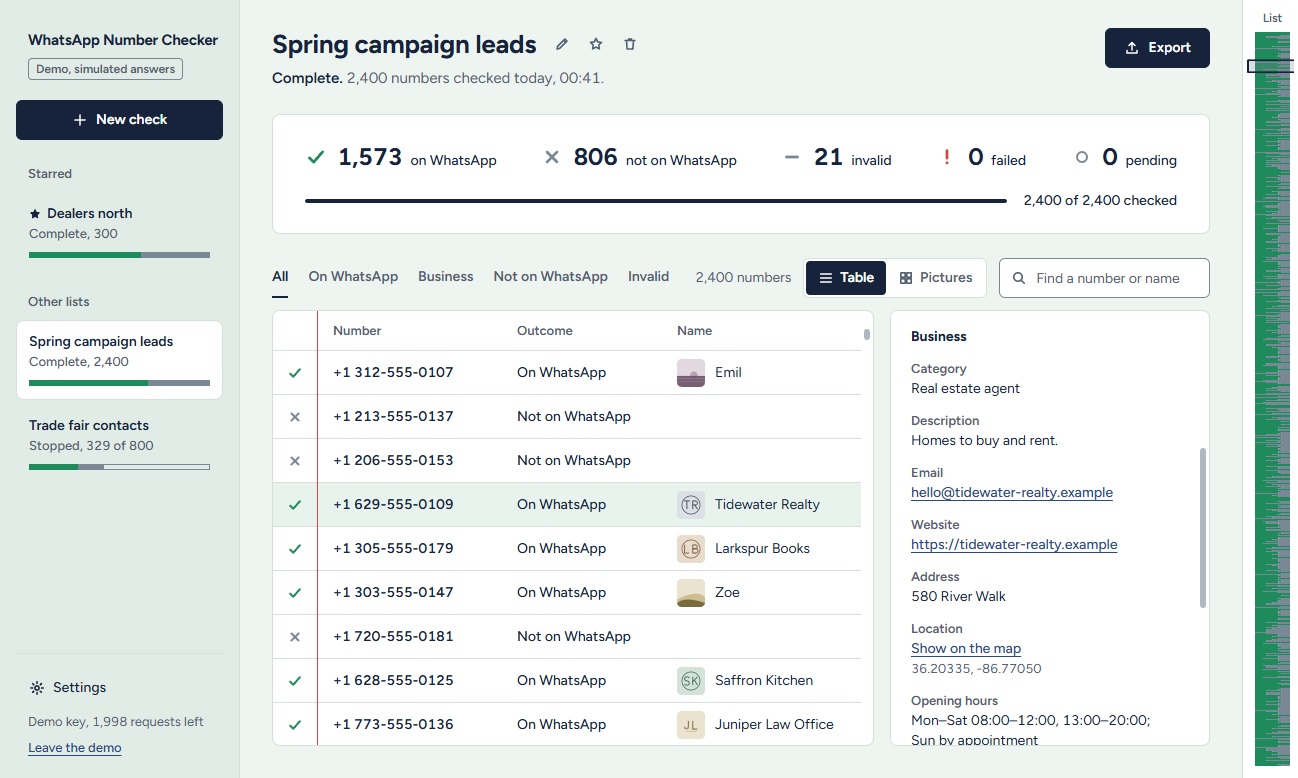 WhatsApp Number Checker
Demo, simulated answers
New check
Starred
Dealers north
Complete, 300
Other lists
Spring campaign leads
Complete, 2,400
Trade fair contacts
Stopped, 329 of 800
Settings
Demo key, 1,998 requests left
Leave the demo
Spring campaign leads
Export
Complete. 2,400 numbers checked today, 00:41.
1,573 on WhatsApp 806 not on WhatsApp 21 invalid 0 failed 0 pending
2,400 of 2,400 checked
All On WhatsApp Business Not on WhatsApp Invalid 2,400 numbers Table Pictures Find a number or name
Number Outcome Name
+1 312-555-0107 On WhatsApp Emil
+1 213-555-0137 Not on WhatsApp
+1 206-555-0153 Not on WhatsApp
+1 629-555-0109 On WhatsApp TR Tidewater Realty
+1 305-555-0179 On WhatsApp LB Larkspur Books
+1 303-555-0147 On WhatsApp Zoe
+1 720-555-0181 Not on WhatsApp
+1 628-555-0125 On WhatsApp SK Saffron Kitchen
+1 773-555-0136 On WhatsApp JL Juniper Law Office
Business
Category
Real estate agent
Description
Homes to buy and rent.
Email
hello@tidewater-realty.example
Website
https://tidewater-realty.example
Address
580 River Walk
Location
Show on the map
36.20335, -86.77050
Opening hours
Mon–Sat 08:00–12:00, 13:00–20:00;
Sun by appointment
List